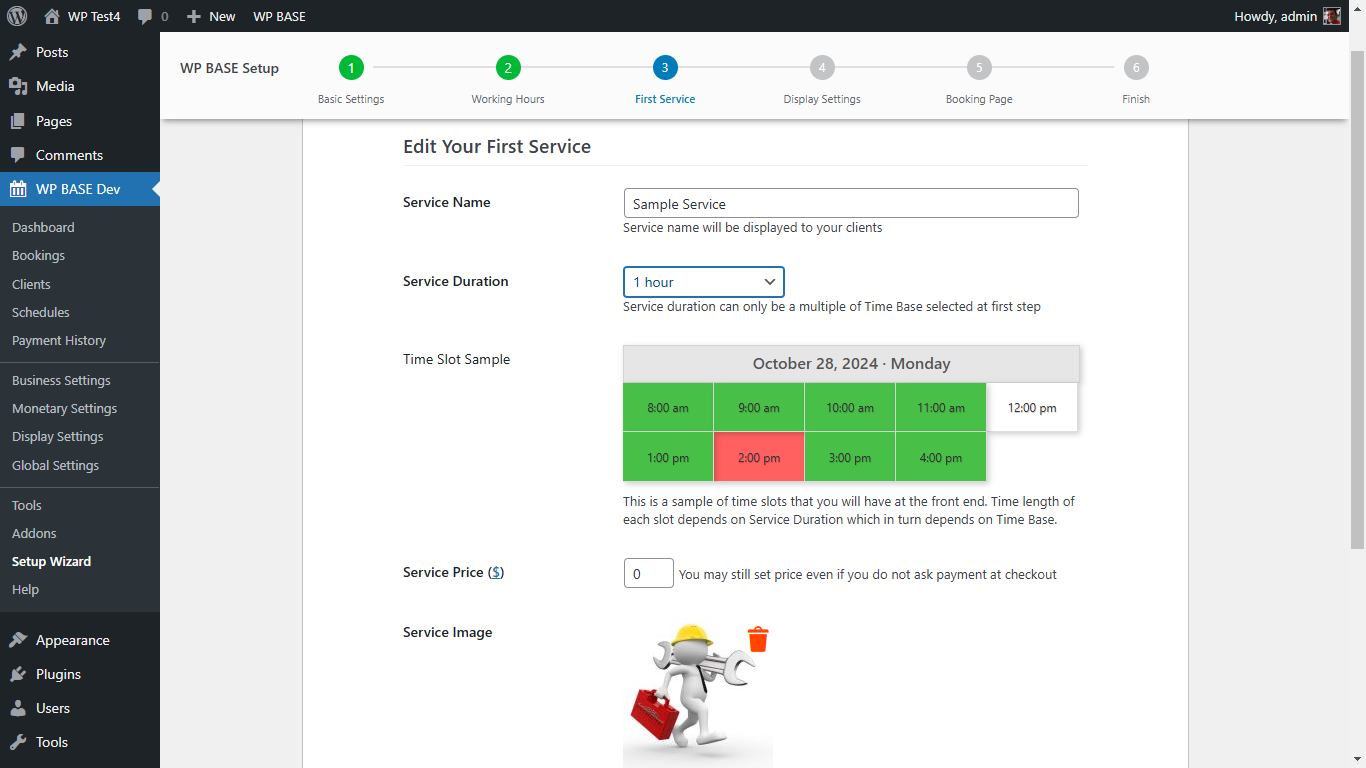 WP Test4 0 New WP BASE Howdy, admin
Posts
Media
Pages
Comments
WP BASE Dev
Dashboard
Bookings
Clients
Schedules
Payment History
Business Settings
Monetary Settings
Display Settings
Global Settings
Tools
Addons
Setup Wizard
Help
Appearance
Plugins
Users
Tools
WP BASE Setup
1 2 3 4 5 6
Basic Settings Working Hours First Service Display Settings Booking Page Finish
Edit Your First Service
Service Name Sample Service
Service name will be displayed to your clients
Service Duration 1 hour
Service duration can only be a multiple of Time Base selected at first step
Time Slot Sample October 28, 2024 · Monday
8:00 am 9:00 am 10:00 am 11:00 am 12:00 pm
1:00 pm 2:00 pm 3:00 pm 4:00 pm
This is a sample of time slots that you will have at the front end. Time length of
each slot depends on Service Duration which in turn depends on Time Base.
Service Price ($) 0 You may still set price even if you do not ask payment at checkout
Service Image